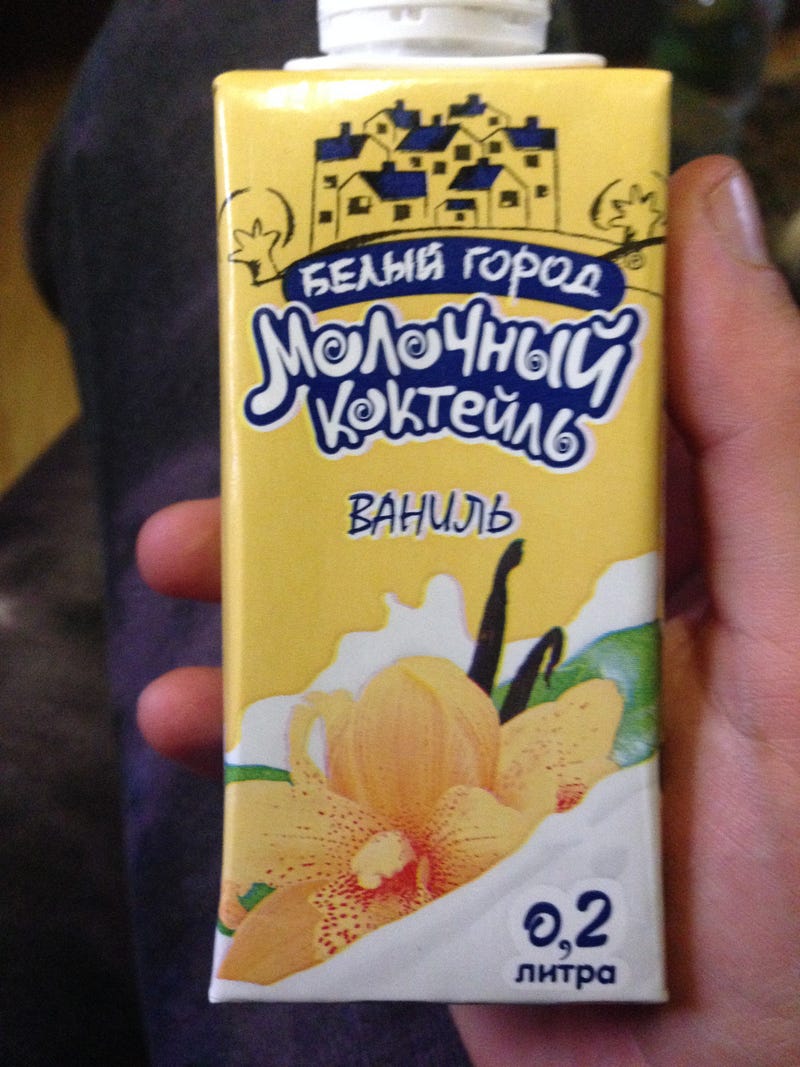 БЕЛЫЙ ГОРОД
Молочный
коктейль
ВАНИЛЬ
0,2
литра